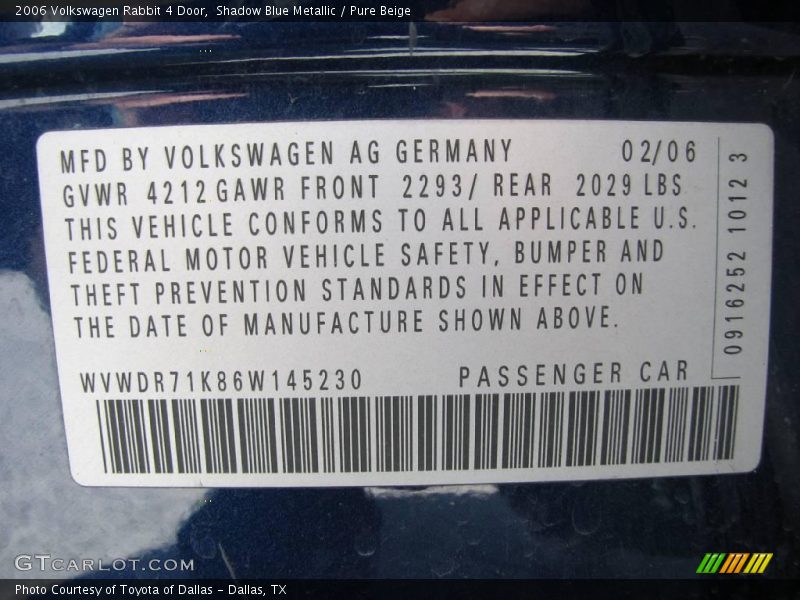 2006 Volkswagen Rabbit 4 Door, Shadow Blue Metallic / Pure Beige
MFD BY VOLKSWAGEN AG GERMANY 02/06
GVWR 4212 GAWR FRONT 2293/ REAR 2029 LBS
THIS VEHICLE CONFORMS TO ALL APPLICABLE U.S.
FEDERAL MOTOR VEHICLE SAFETY, BUMPER AND
THEFT PREVENTION STANDARDS IN EFFECT ON
THE DATE OF MANUFACTURE SHOWN ABOVE.
WVWDR71K86W145230 PASSENGER CAR
0916252 10123
GTCARLOT.COM
Photo Courtesy of Toyota of Dallas - Dallas, TX